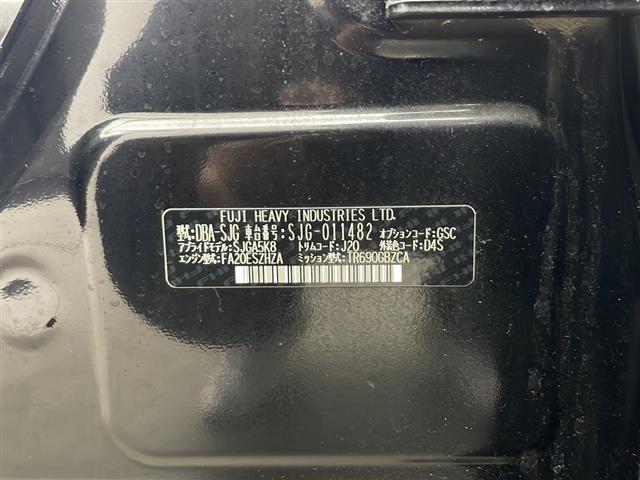 FUJI HEAVY INDUSTRIES LTD.
型式:DBA-SJG 車台番号:SJG-011482 オプションコード:GSC
アプライドモデル:SJGA5K8 トリムコード:J20 外装色コード:D4S
エンジン型式:FA20ESZHZA ミッション型式:TR690GBZCA